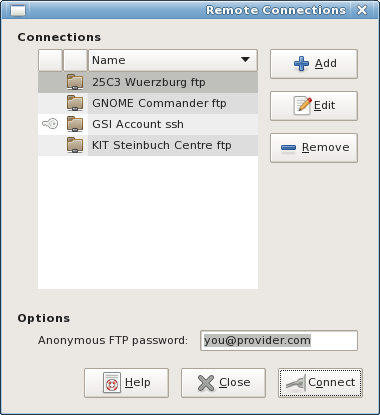 Remote Connections
Connections
Name
Add
25C3 Wuerzburg ftp
GNOME Commander ftp
Edit
GSI Account ssh
KIT Steinbuch Centre ftp
Remove
Options
Anonymous FTP password: you@provider.com
Help Close Connect